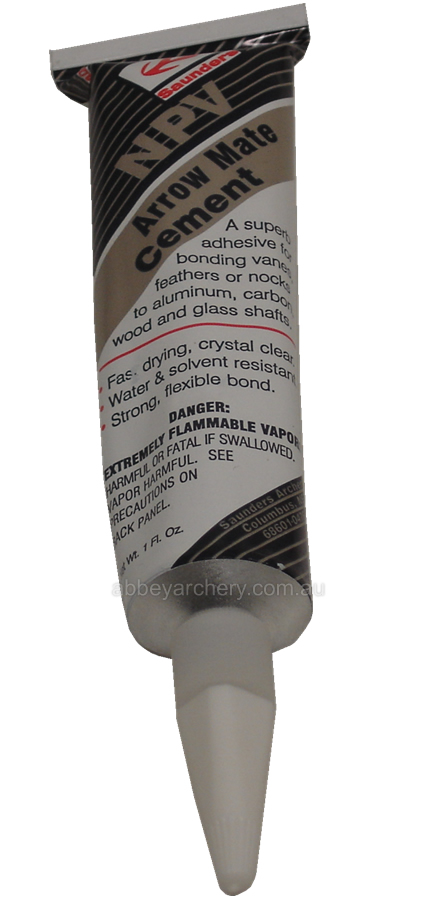 Saunders
NPV
Arrow Mate
Cement
A superb
adhesive for
bonding vanes
feathers or nocks
to aluminum, carbon,
wood and glass shafts.
Fast drying, crystal clear
Water & solvent resistant
Strong, flexible bond.
DANGER:
EXTREMELY FLAMMABLE VAPOR.
HARMFUL OR FATAL IF SWALLOWED.
VAPOR HARMFUL. SEE
PRECAUTIONS ON
BACK PANEL.
Wt. 1 Fl. Oz.
Saunders Arche
Columbus,
68601
abbeyarchery.com.au